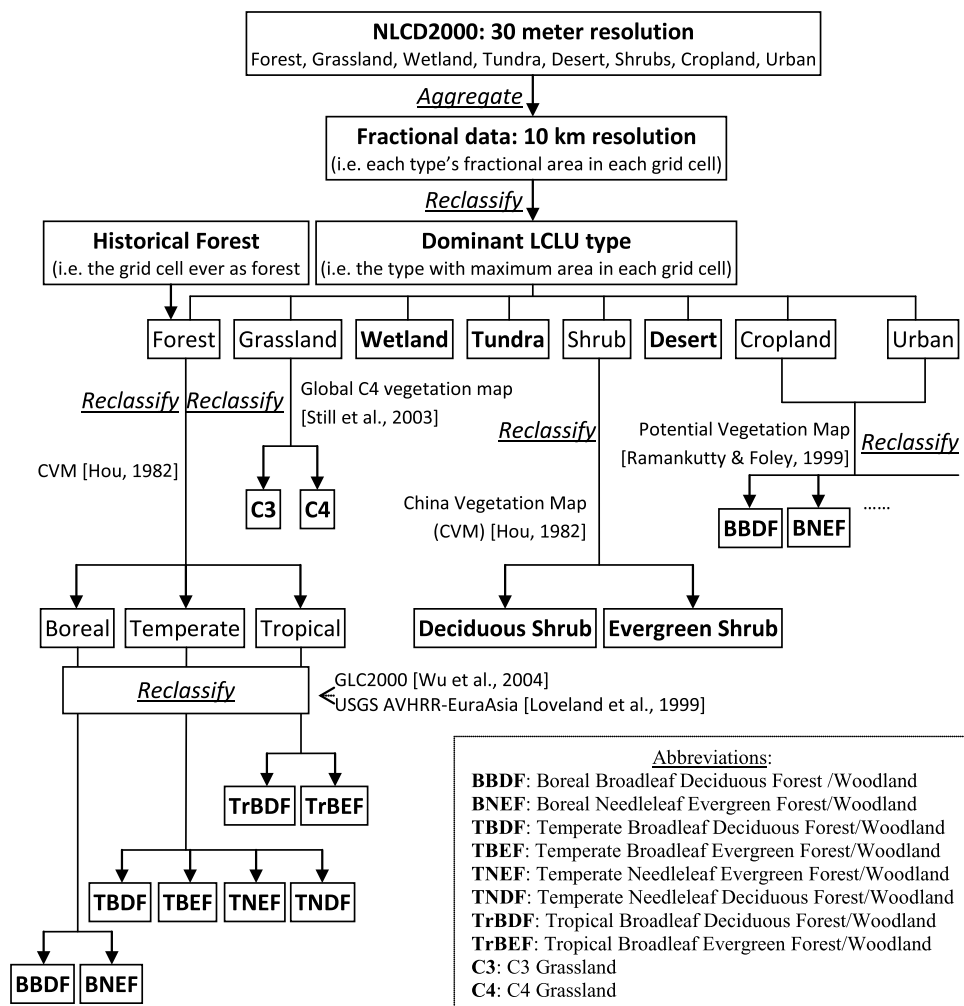 NLCD2000: 30 meter resolution
Forest, Grassland, Wetland, Tundra, Desert, Shrubs, Cropland, Urban
Aggregate
Fractional data: 10 km resolution
(i.e. each type's fractional area in each grid cell)
Reclassify
Historical Forest
(i.e. the grid cell ever as forest
Dominant LCLU type
(i.e. the type with maximum area in each grid cell)
Forest
Grassland
Wetland
Tundra
Shrub
Desert
Cropland
Urban
Reclassify
Reclassify
Global C4 vegetation map
[Still et al., 2003]
Reclassify
Potential Vegetation Map
[Ramankutty & Foley, 1999]
Reclassify
CVM [Hou, 1982]
C3
C4
China Vegetation Map
(CVM) [Hou, 1982]
BBDF
BNEF
......
Boreal
Temperate
Tropical
Deciduous Shrub
Evergreen Shrub
Reclassify
GLC2000 [Wu et al., 2004]
USGS AVHRR-EuraAsia [Loveland et al., 1999]
TrBDF
TrBEF
TBDF
TBEF
TNEF
TNDF
BBDF
BNEF
Abbreviations:
BBDF: Boreal Broadleaf Deciduous Forest /Woodland
BNEF: Boreal Needleleaf Evergreen Forest/Woodland
TBDF: Temperate Broadleaf Deciduous Forest/Woodland
TBEF: Temperate Broadleaf Evergreen Forest/Woodland
TNEF: Temperate Needleleaf Evergreen Forest/Woodland
TNDF: Temperate Needleleaf Deciduous Forest/Woodland
TrBDF: Tropical Broadleaf Deciduous Forest/Woodland
TrBEF: Tropical Broadleaf Evergreen Forest/Woodland
C3: C3 Grassland
C4: C4 Grassland